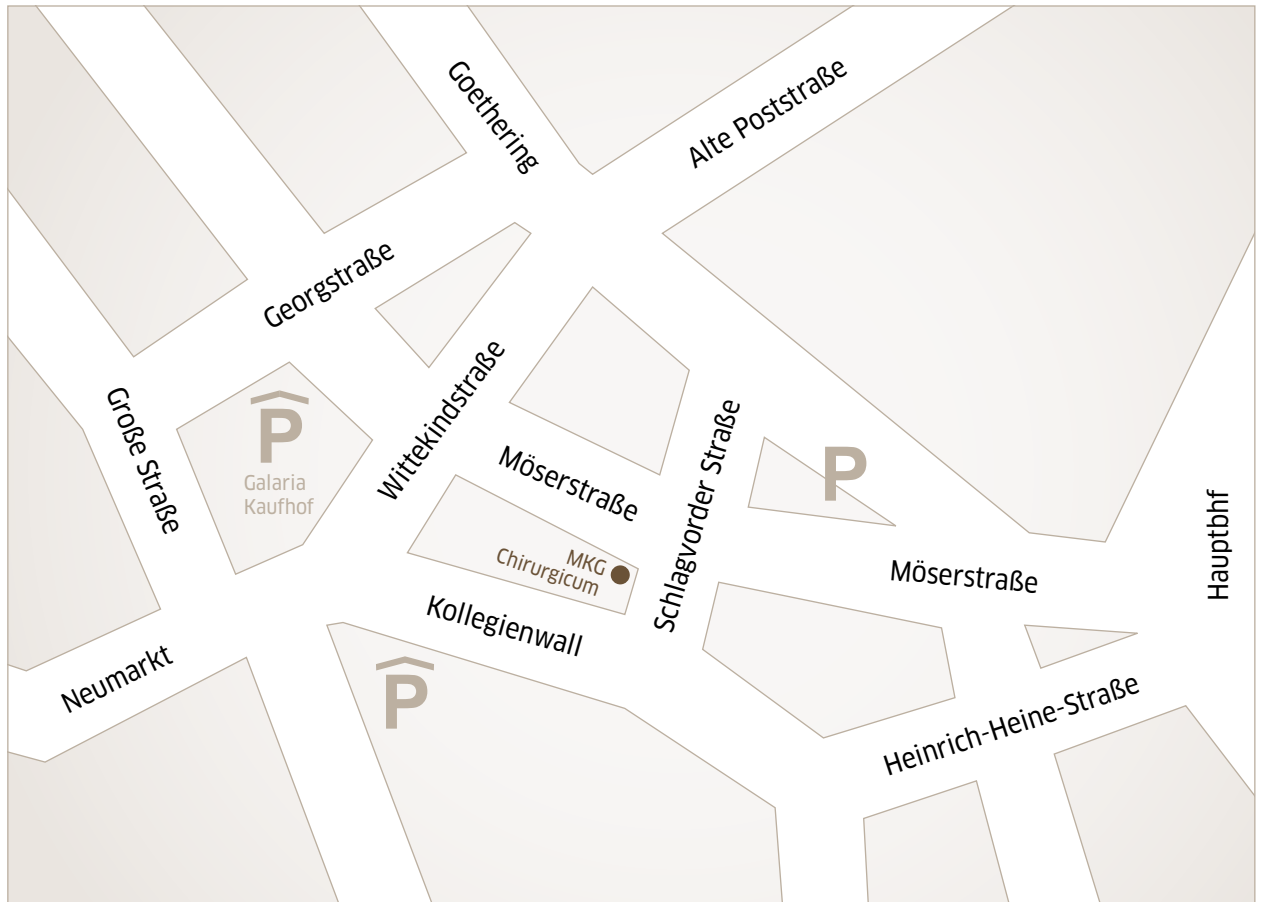 Goethering
Alte Poststraße
Georgstraße
Große Straße
P
Galaria
Kaufhof
Wittekindstraße
Möserstraße
Schlagvorder Straße
P
MKG
Chirurgicum
Möserstraße
Hauptbhf
Kollegienwall
Neumarkt
P
Heinrich-Heine-Straße